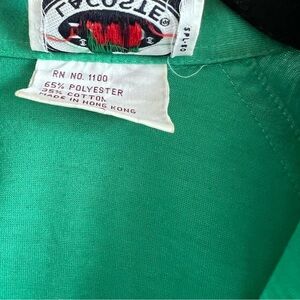 LACOSTE
RN NO. 1100
65% POLYESTER
35% COTTON
MADE IN HONG KONG